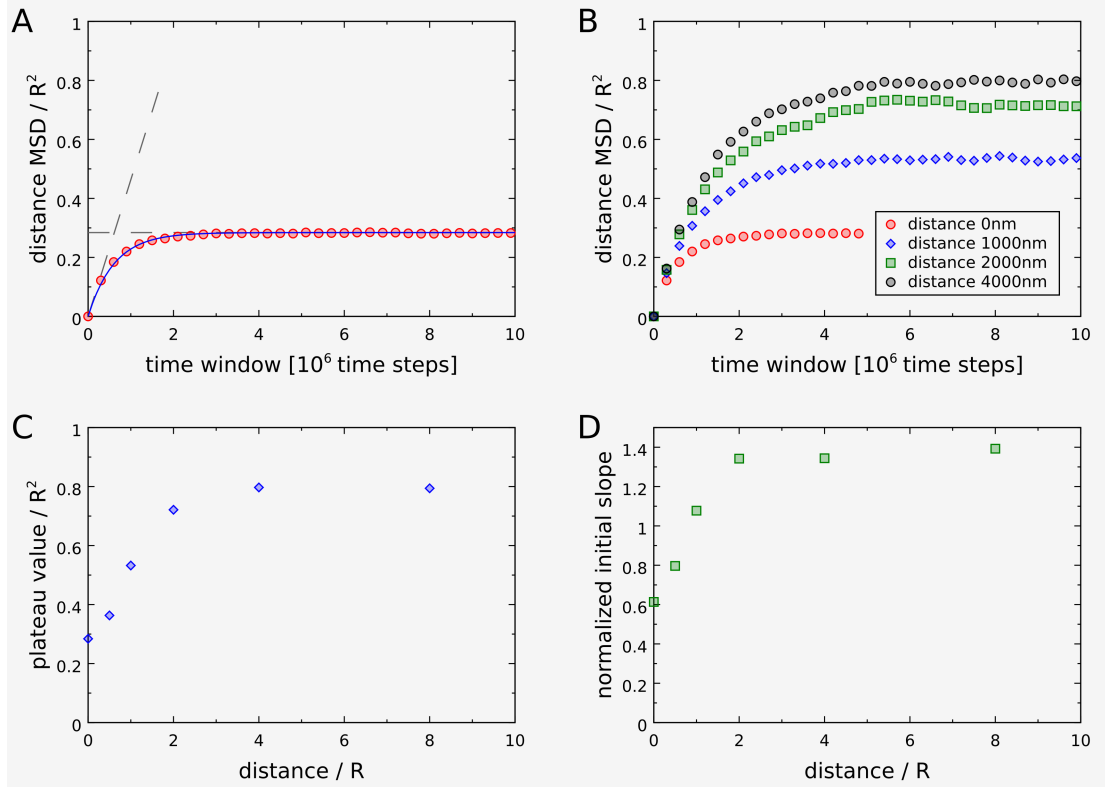 A
distance MSD / R²
1
0.8
0.6
0.4
0.2
0
0 2 4 6 8 10
time window [10⁶ time steps]
B
distance MSD / R²
1
0.8
0.6
0.4
0.2
0
distance 0nm
distance 1000nm
distance 2000nm
distance 4000nm
0 2 4 6 8 10
time window [10⁶ time steps]
C
plateau value / R²
1
0.8
0.6
0.4
0.2
0
0 2 4 6 8 10
distance / R
D
normalized initial slope
1.4
1.2
1
0.8
0.6
0.4
0.2
0
0 2 4 6 8 10
distance / R